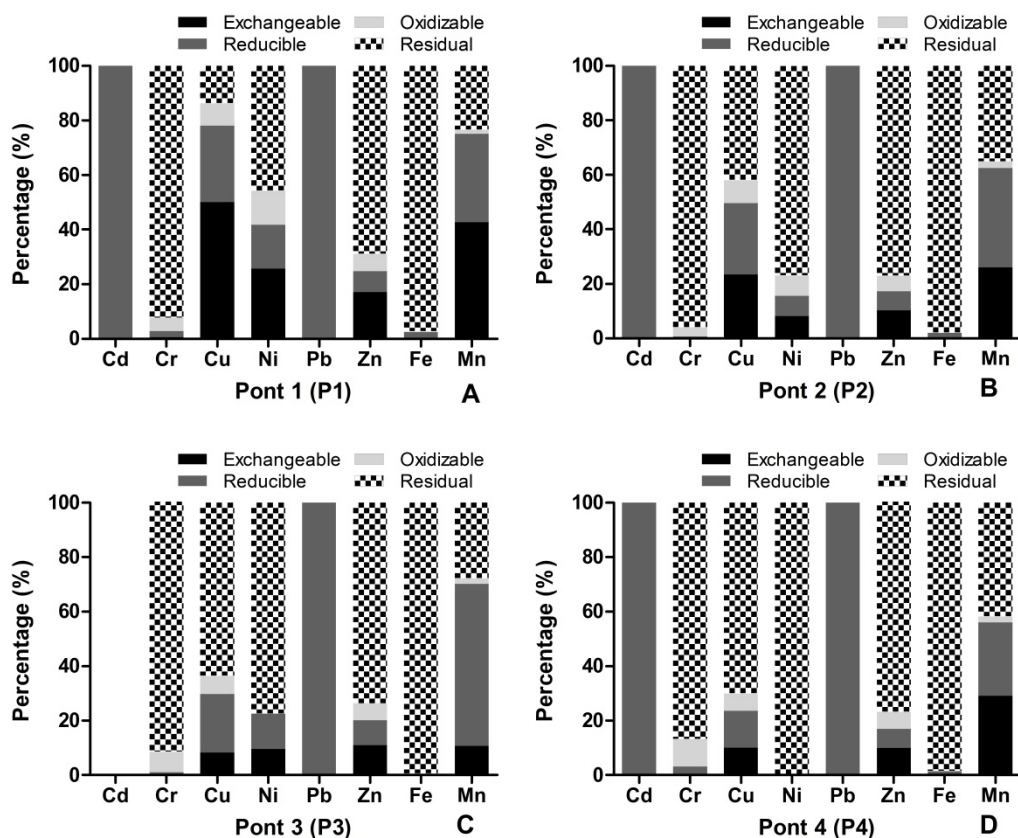 Exchangeable Oxidizable
Reducible Residual
Percentage (%)
100
80
60
40
20
0
Cd Cr Cu Ni Pb Zn Fe Mn
Pont 1 (P1) A
Exchangeable Oxidizable
Reducible Residual
Percentage (%)
100
80
60
40
20
0
Cd Cr Cu Ni Pb Zn Fe Mn
Pont 2 (P2) B
Exchangeable Oxidizable
Reducible Residual
Percentage (%)
100
80
60
40
20
0
Cd Cr Cu Ni Pb Zn Fe Mn
Pont 3 (P3) C
Exchangeable Oxidizable
Reducible Residual
Percentage (%)
100
80
60
40
20
0
Cd Cr Cu Ni Pb Zn Fe Mn
Pont 4 (P4) D